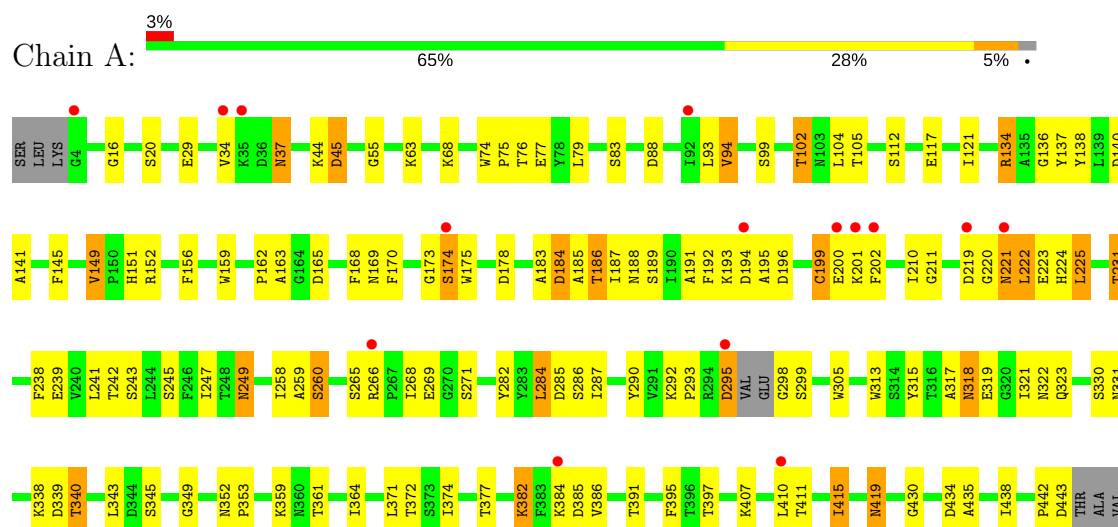 3%
Chain A:
65% 28% 5% •
SER LEU LYS G4 G16 S20 E29 V34 K35 D36 N37 K44 D45 G55 K63 K68 W74 P75 T76 E77 Y78 L79 S83 D88 I92 L93 V94 S99 T102 N103 L104 T105 S112 E117 I121 R134 A135 G136 Y137 Y138 L139
A141 F145 V149 P150 H151 R152 F156 W159 P162 A163 G164 D165 F168 N169 F170 G173 S174 W175 D178 A183 D184 A185 T186 I187 N188 S189 I190 A191 F192 K193 D194 A195 D196 C199 E200 K201 F202 I210 G211 D219 G220 N221 L222 E223 H224 L225 T231
F238 E239 V240 L241 T242 S243 L244 S245 F246 I247 T248 N249 I258 A259 S260 S265 R266 P267 I268 E269 G270 S271 Y282 Y283 L284 D285 S286 I287 Y290 V291 K292 P293 R294 D295 VAL GLU G298 S299 W305 W313 S314 Y315 T316 A317 N318 E319 G320 I321 N322 Q323 S330 N331
K338 D339 T340 L343 D344 S345 G349 N352 P353 K359 N360 T361 I364 L371 T372 S373 I374 T377 K382 F383 K384 D385 V386 T391 F395 T396 T397 K407 L410 T411 I415 N419 G430 D434 A435 I438 P442 D443 THR ALA